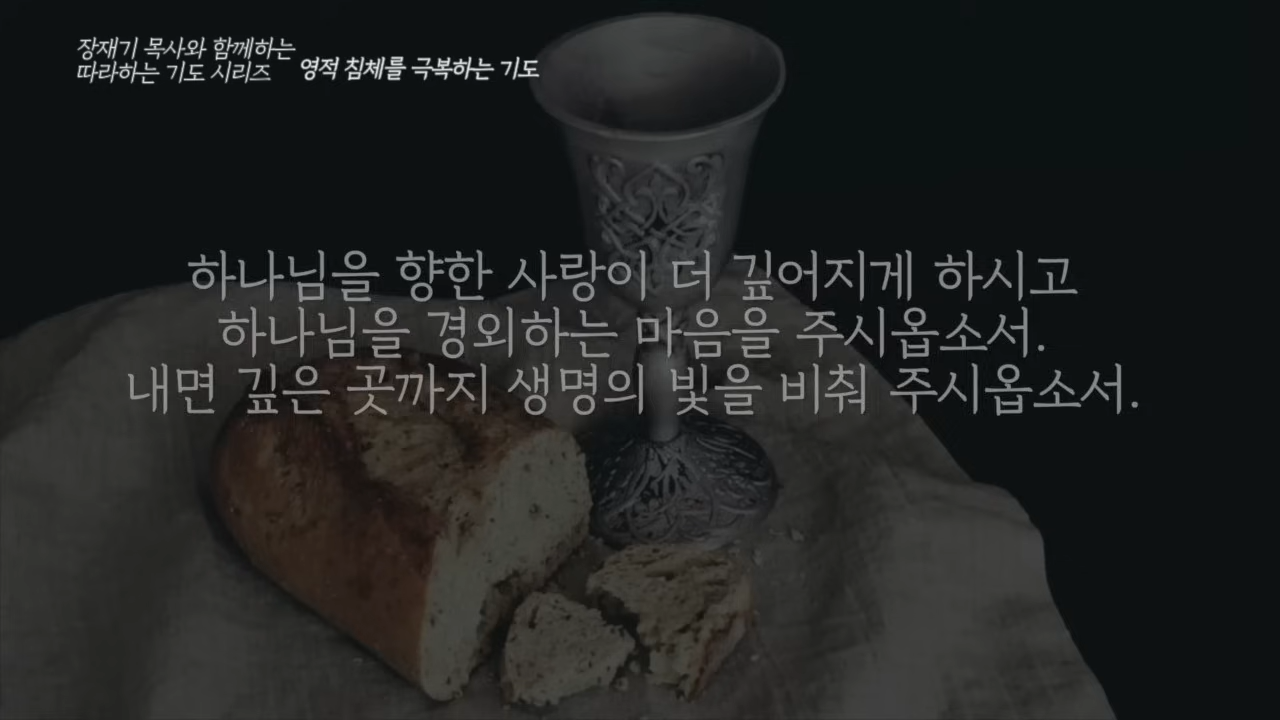 장재기 목사와 함께하는
따라하는 기도 시리즈 영적 침체를 극복하는 기도
하나님을 향한 사랑이 더 깊어지게 하시고
하나님을 경외하는 마음을 주시옵소서.
내면 깊은 곳까지 생명의 빛을 비춰 주시옵소서.